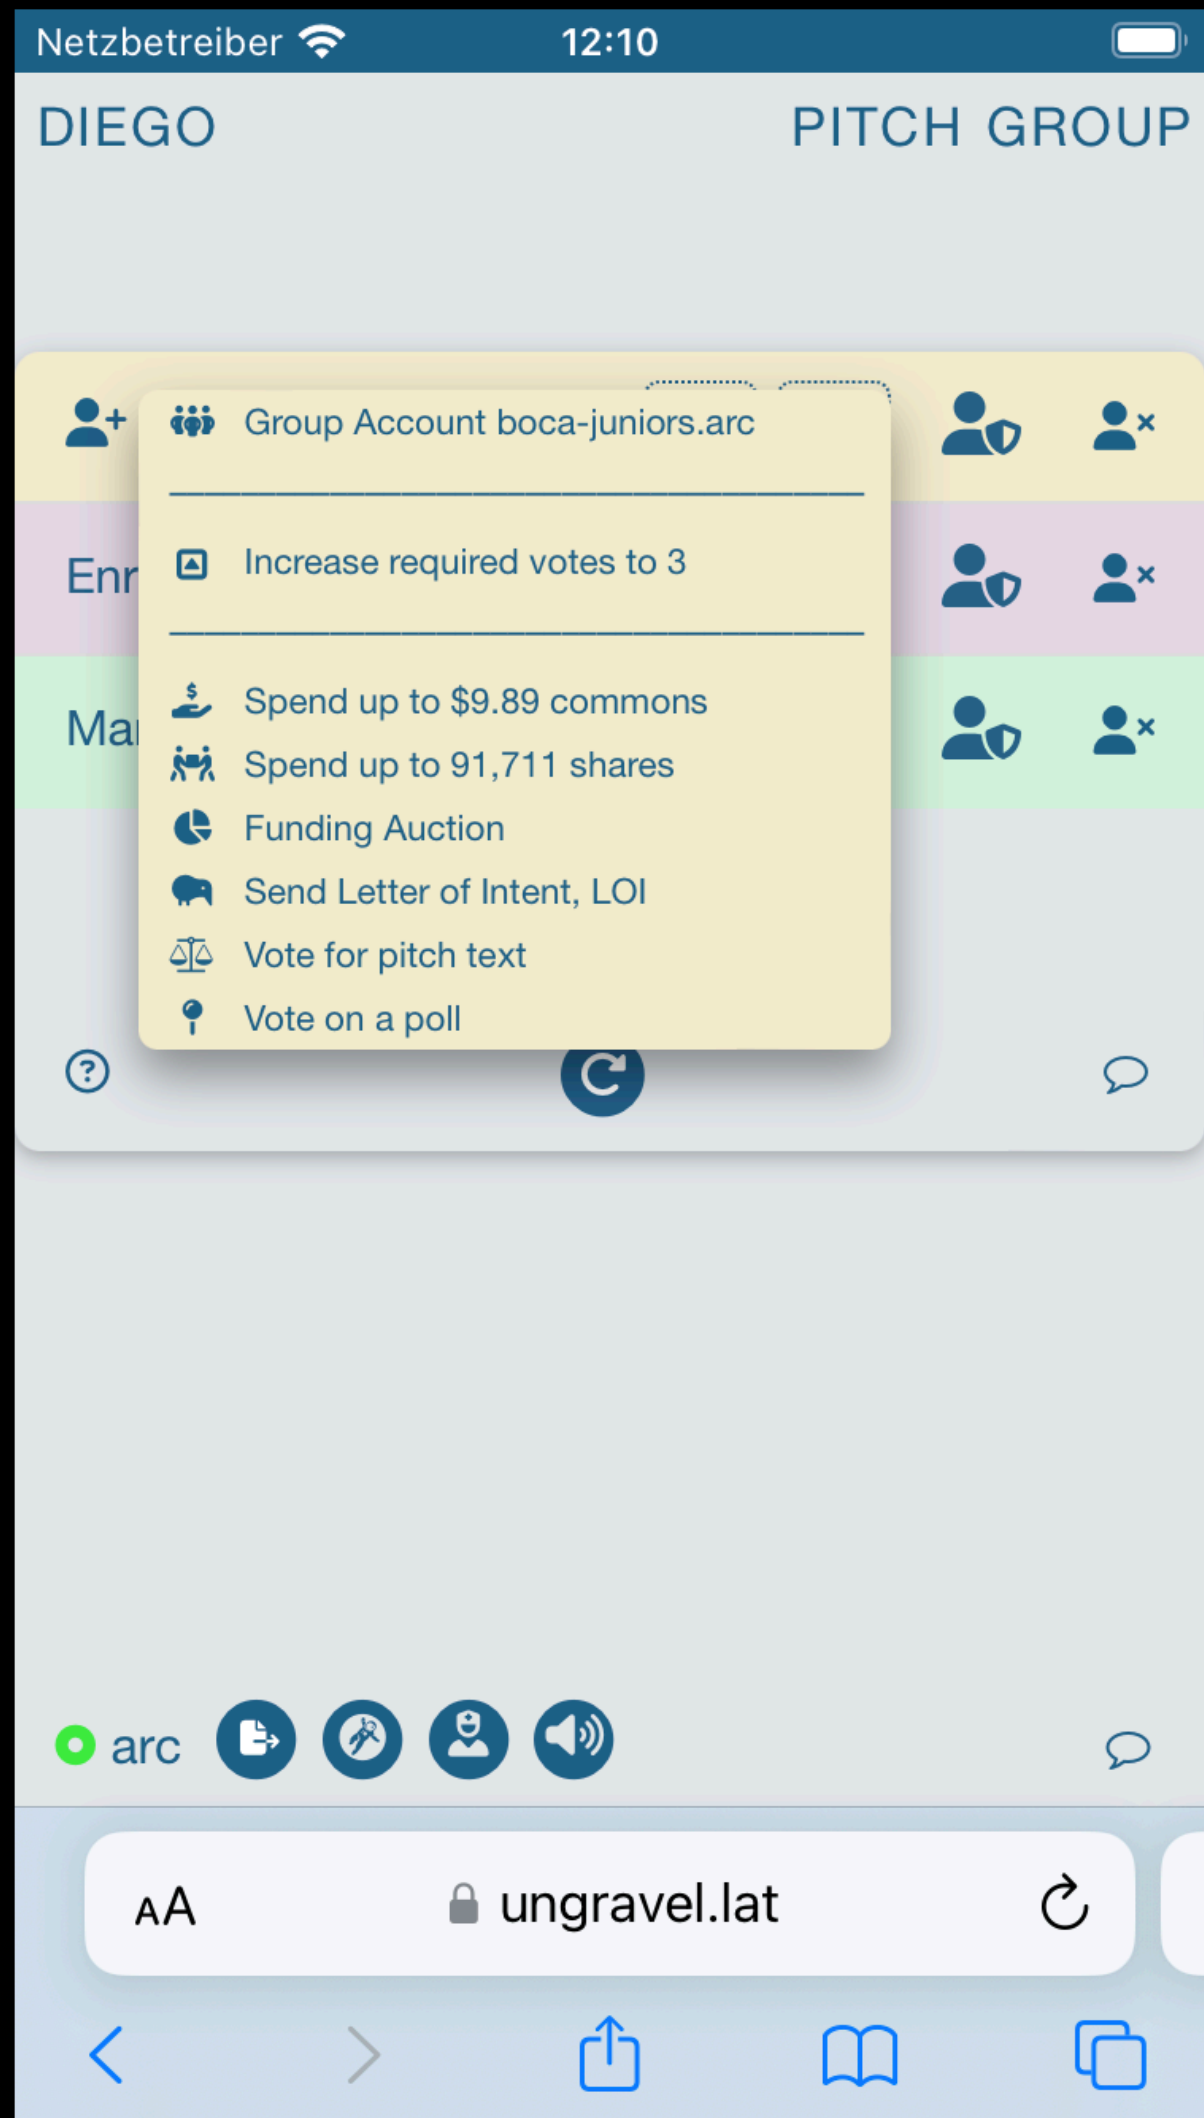 Netzbetreiber 12:10
DIEGO PITCH GROUP
Group Account boca-juniors.arc
Increase required votes to 3
Enr
Spend up to $9.89 commons
Mar
Spend up to 91,711 shares
Funding Auction
Send Letter of Intent, LOI
Vote for pitch text
Vote on a poll
arc
AA ungravel.lat